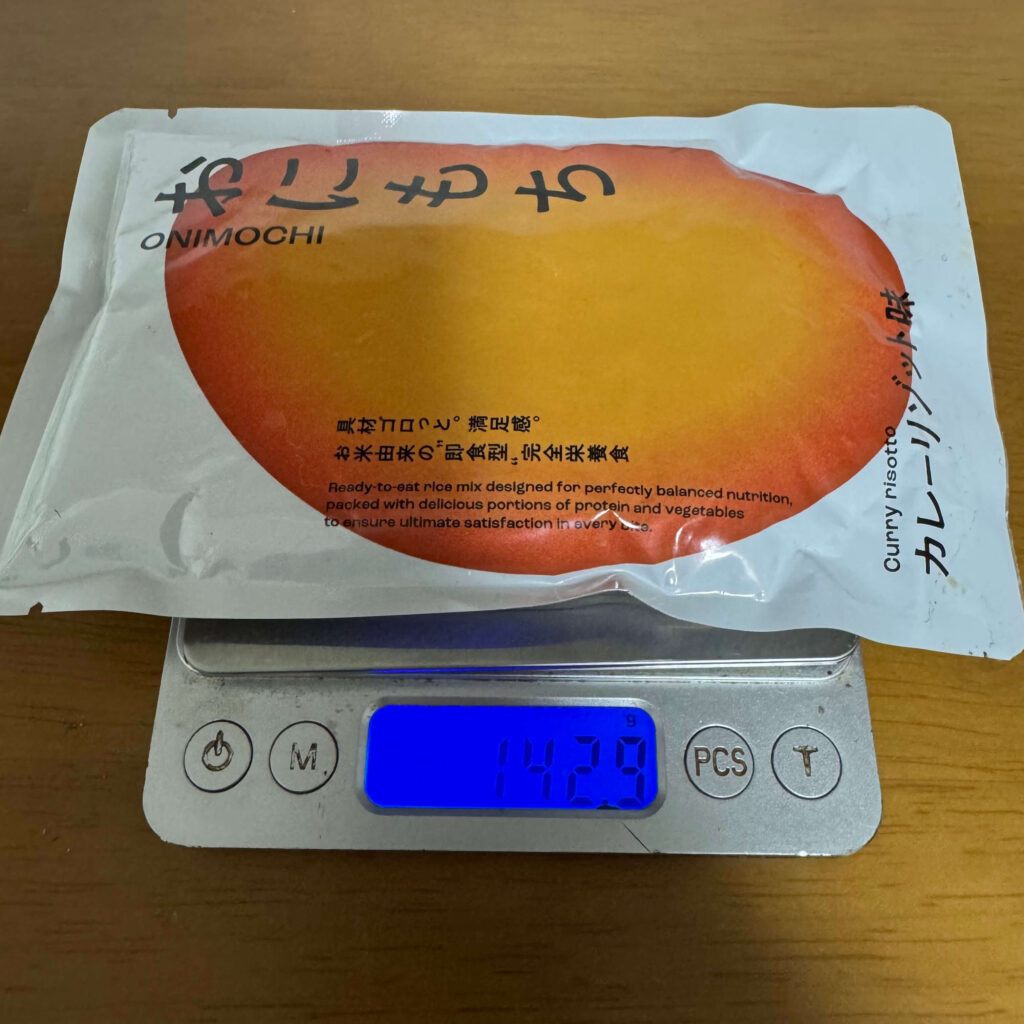 おにもち
ONIMOCHI
具材ゴロっと。満足感。
お米由来の"即食型"完全栄養食
Ready-to-eat rice mix designed for perfectly balanced nutrition,
packed with delicious portions of protein and vegetables
to ensure ultimate satisfaction in every bite.
Curry risotto
カレーリゾット味
g
142.9
M
PCS
T